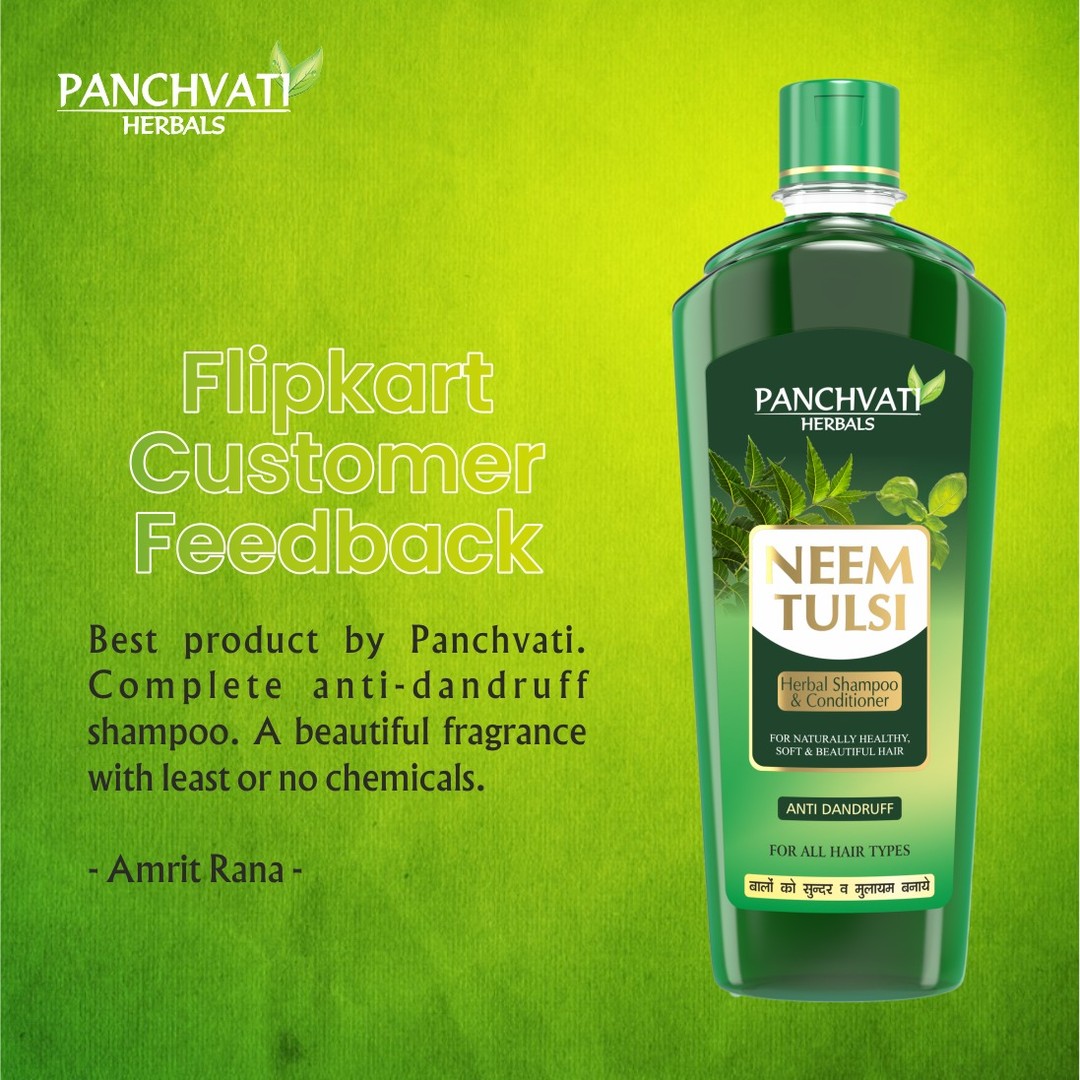 PANCHVATI
HERBALS
Flipkart
Customer
Feedback
Best product by Panchvati.
Complete anti-dandruff
shampoo. A beautiful fragrance
with least or no chemicals.
- Amrit Rana -
PANCHVATI
HERBALS
NEEM
TULSI
Herbal Shampoo
& Conditioner
FOR NATURALLY HEALTHY,
SOFT & BEAUTIFUL HAIR
ANTI DANDRUFF
FOR ALL HAIR TYPES
बालों को सुन्दर व मुलायम बनाये